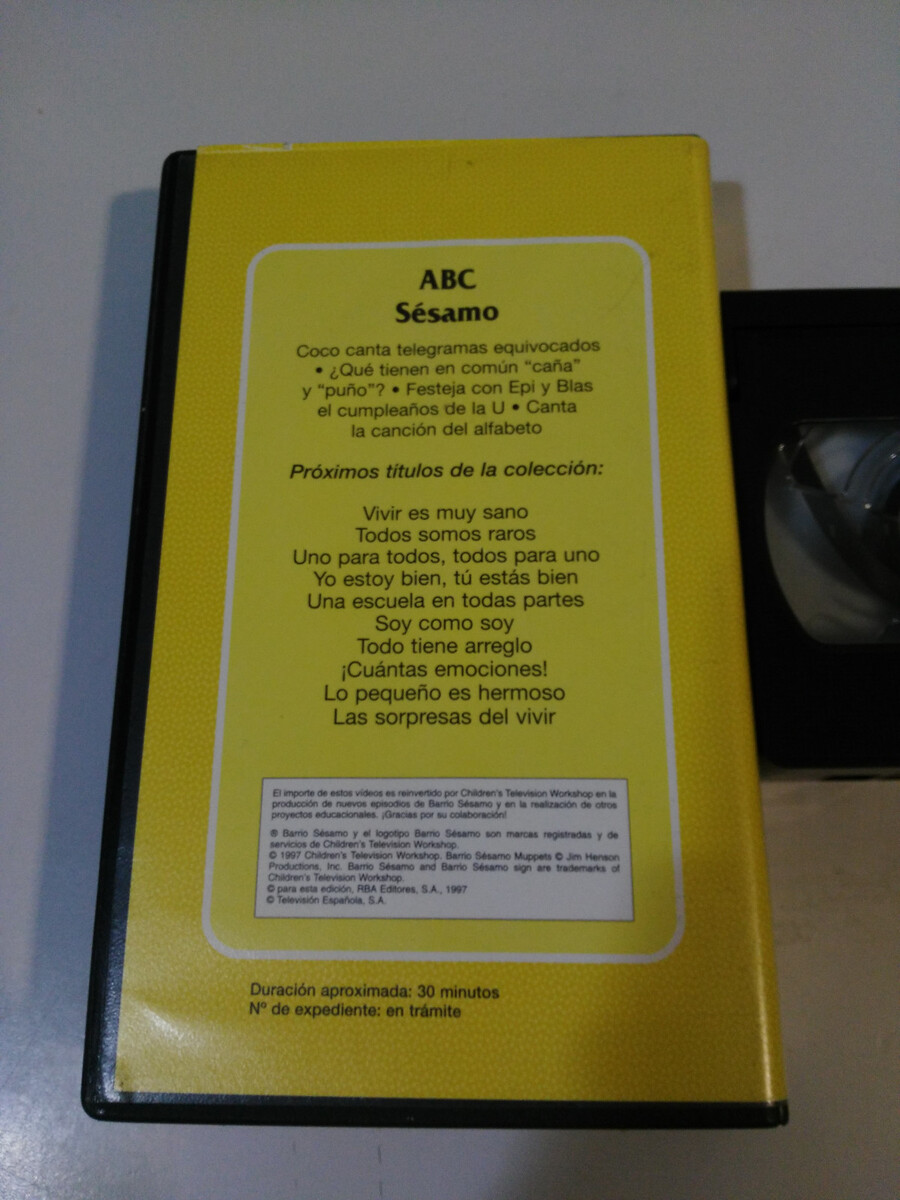 ABC
Sésamo
Coco canta telegramas equivocados
• ¿Qué tienen en común “caña”
y “puño”? • Festeja con Epi y Blas
el cumpleaños de la U • Canta
la canción del alfabeto
Próximos títulos de la colección:
Vivir es muy sano
Todos somos raros
Uno para todos, todos para uno
Yo estoy bien, tú estás bien
Una escuela en todas partes
Soy como soy
Todo tiene arreglo
¡Cuántas emociones!
Lo pequeño es hermoso
Las sorpresas del vivir
El importe de estos vídeos es reinvertido por Children's Television Workshop en la
producción de nuevos episodios de Barrio Sésamo y en la realización de otros
proyectos educacionales. ¡Gracias por su colaboración!
® Barrio Sésamo y el logotipo Barrio Sésamo son marcas registradas y de
servicios de Children's Television Workshop.
© 1997 Children's Television Workshop. Barrio Sésamo Muppets © Jim Henson
Productions, Inc. Barrio Sésamo and Barrio Sésamo sign are trademarks of
Children's Television Workshop.
© para esta edición, RBA Editores, S.A., 1997
© Televisión Española, S.A.
Duración aproximada: 30 minutos
Nº de expediente: en trámite